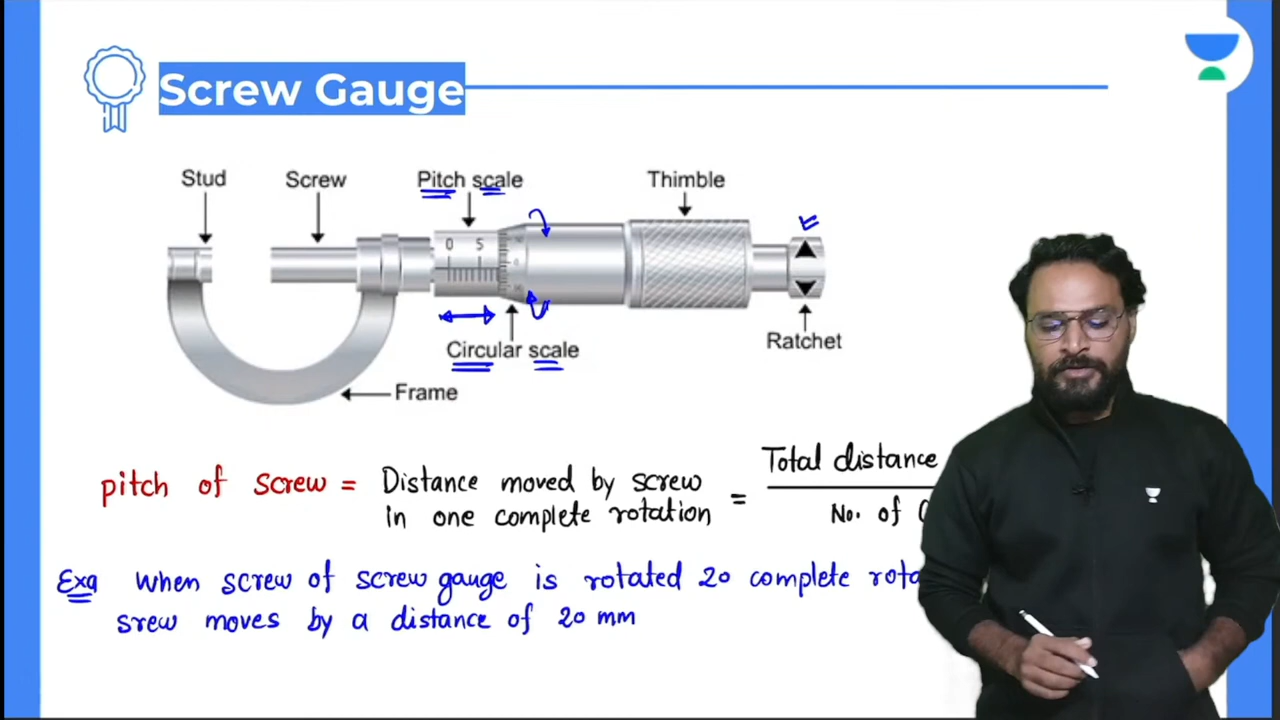 Screw Gauge
Stud Screw Pitch scale Thimble
0 5
Circular scale
Ratchet
Frame
pitch of screw = Distance moved by screw in one complete rotation = Total distance / No. of
Exa When screw of screw gauge is rotated 20 complete
srew moves by a distance of 20 mm